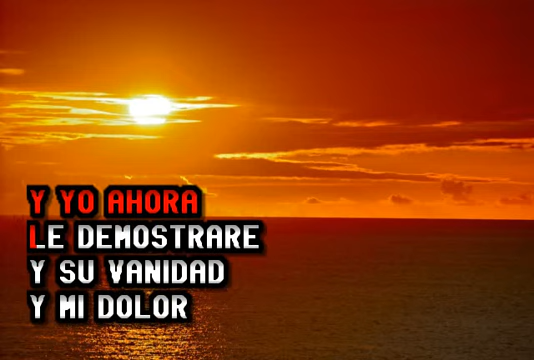 Y YO AHORA
LE DEMOSTRARE
Y SU VANIDAD
Y MI DOLOR